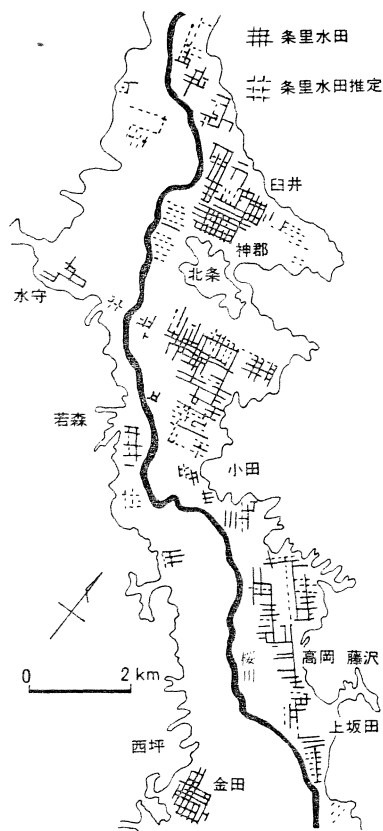 条里水田
条里水田推定
臼井
神郡
北条
水守
若森
小田
桜川
高岡 藤沢
上坂田
0 2 km
西坪
金田